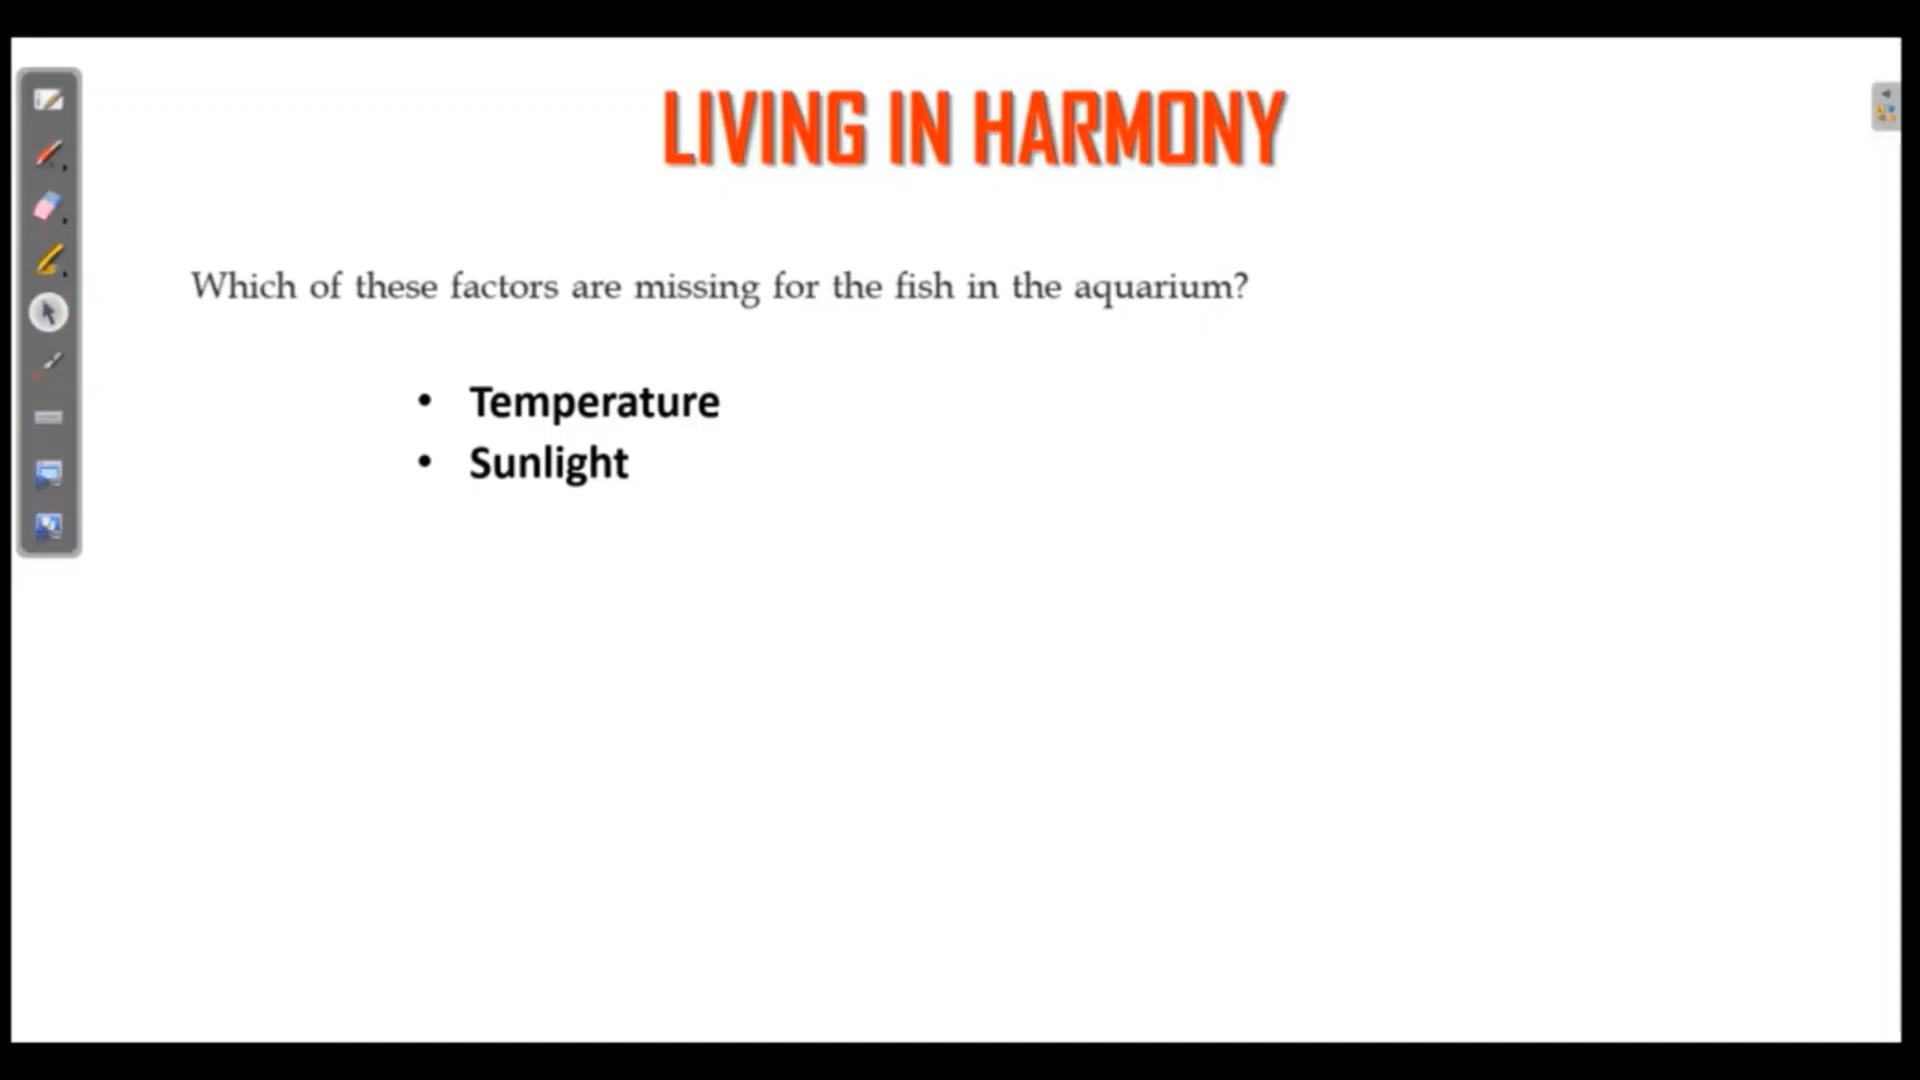 LIVING IN HARMONY
Which of these factors are missing for the fish in the aquarium?
• Temperature
• Sunlight